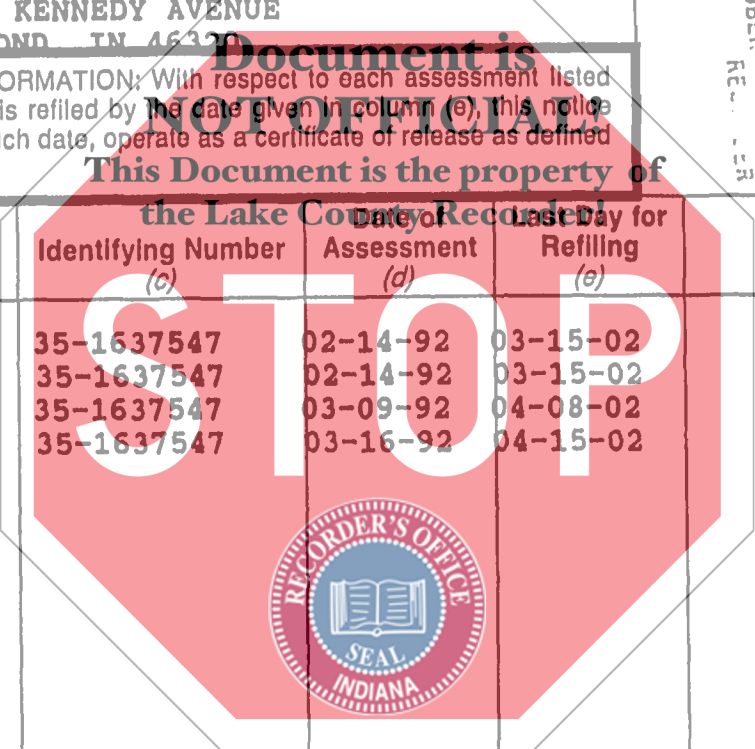 KENNEDY AVENUE
OND, IN 46320
Document is
ORMATION: With respect to each assessment listed
is refiled by the date given in column (e), this notice
NOT OFFICIAL!
ch date, operate as a certificate of release as defined
This Document is the property of
the Lake County Recorder!
Identifying Number
(c)
Date of
Assessment
(d)
Last Day for
Refiling
(e)
35-1637547 02-14-92 03-15-02
35-1637547 02-14-92 03-15-02
35-1637547 03-09-92 04-08-02
35-1637547 03-16-92 04-15-02
STOP
RECORDER'S OFFICE
SEAL
INDIANA